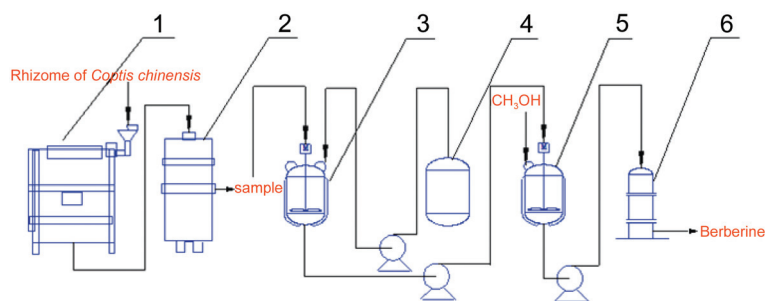 1 2 3 4 5 6
Rhizome of Coptis chinensis
CH₃OH
sample
Berberine